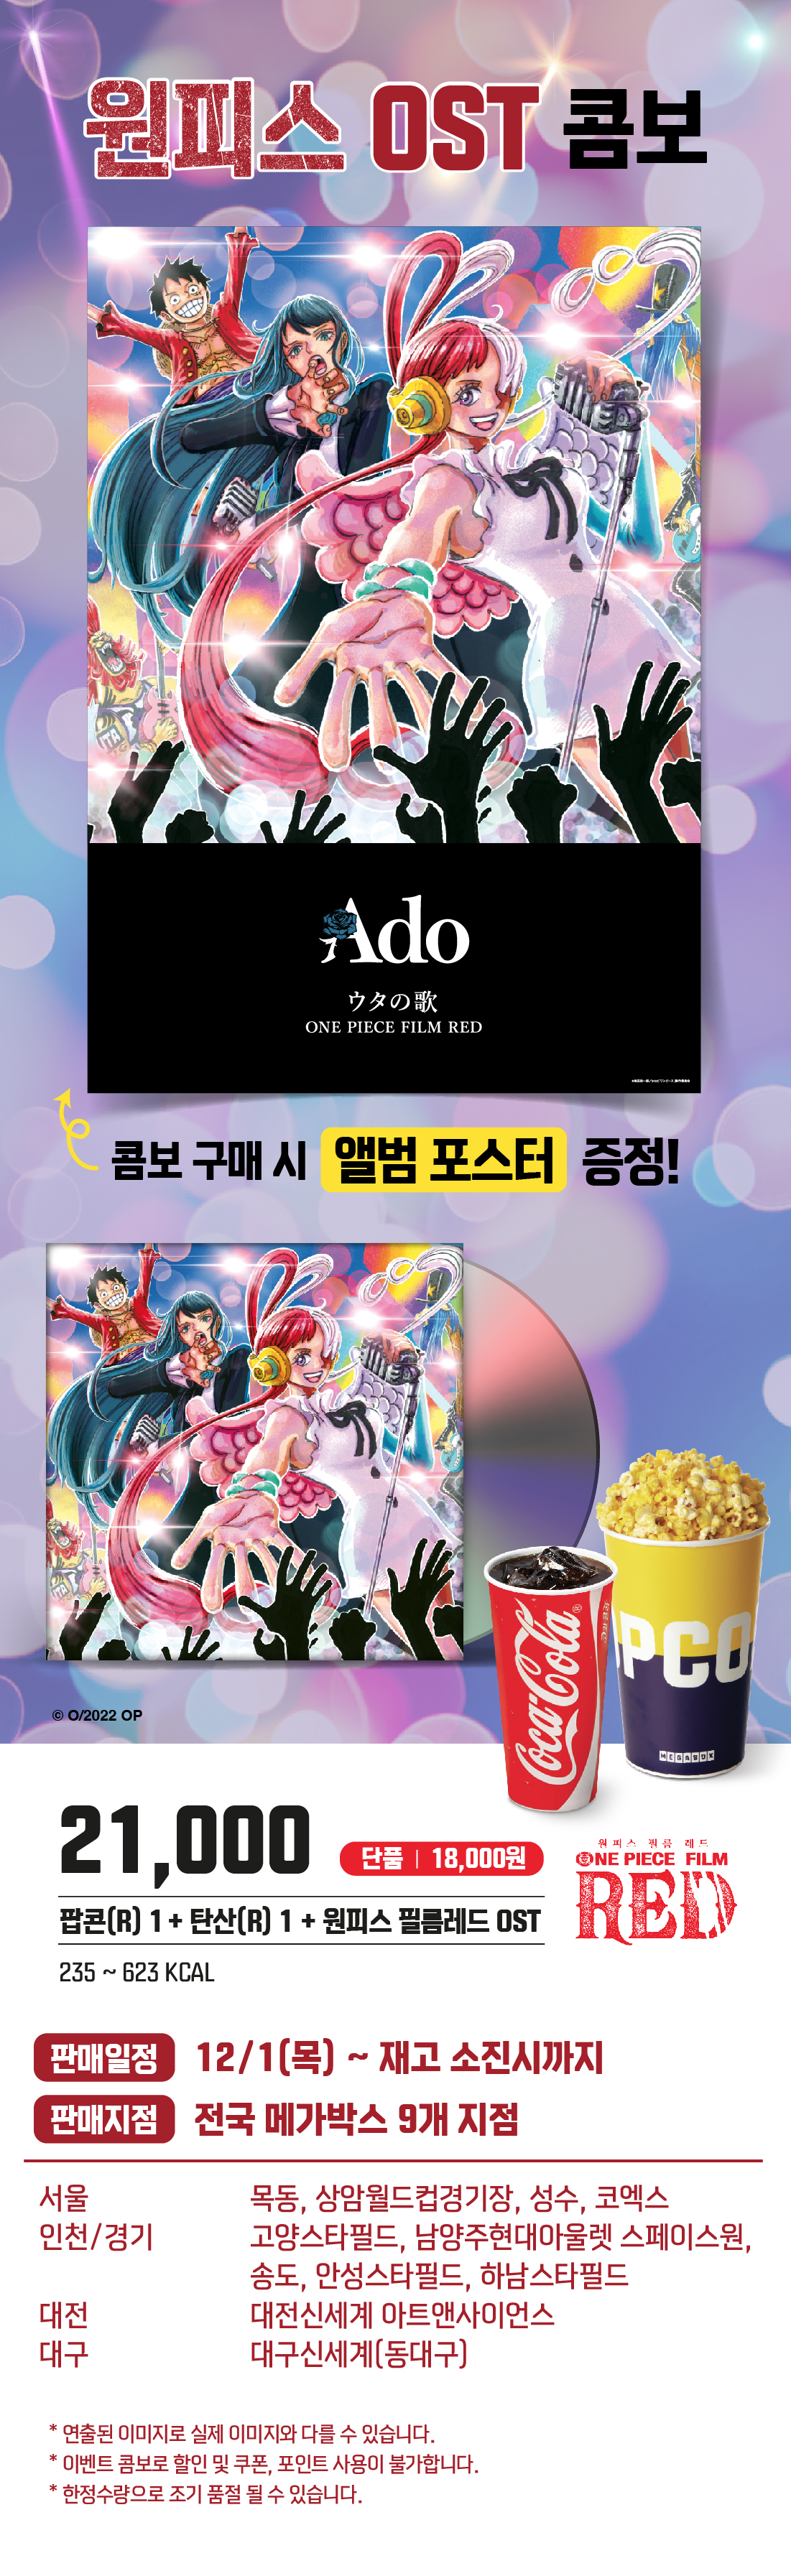 원피스 OST 콤보
Ado
ウタの歌
ONE PIECE FILM RED
콤보 구매 시 앨범 포스터 증정!
© O/2022 OP
Coca-Cola
PCO
MEGABOX
21,000
단품 | 18,000원
팝콘(R) 1 + 탄산(R) 1 + 원피스 필름레드 OST
235 ~ 623 KCAL
원피스 필름 레드
ONE PIECE FILM
RED
판매일정 12/1(목) ~ 재고 소진시까지
판매지점 전국 메가박스 9개 지점
서울 목동, 상암월드컵경기장, 성수, 코엑스
인천/경기 고양스타필드, 남양주현대아울렛 스페이스원,
송도, 안성스타필드, 하남스타필드
대전 대전신세계 아트앤사이언스
대구 대구신세계(동대구)
* 연출된 이미지로 실제 이미지와 다를 수 있습니다.
* 이벤트 콤보로 할인 및 쿠폰, 포인트 사용이 불가합니다.
* 한정수량으로 조기 품절 될 수 있습니다.